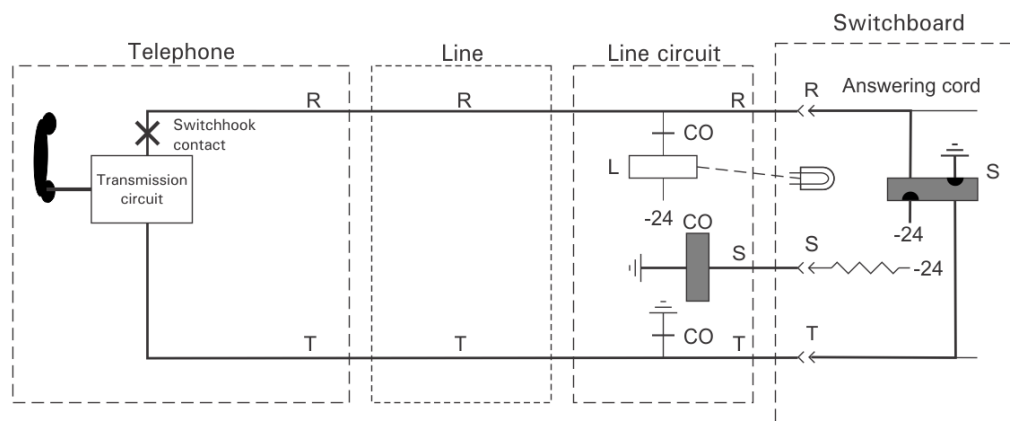 Switchboard
Telephone
Line
Line circuit
R
R
R
R
Answering cord
Switchhook
contact
CO
Transmission
circuit
L
S
-24
CO
-24
S
S
-24
CO
T
T
T
T